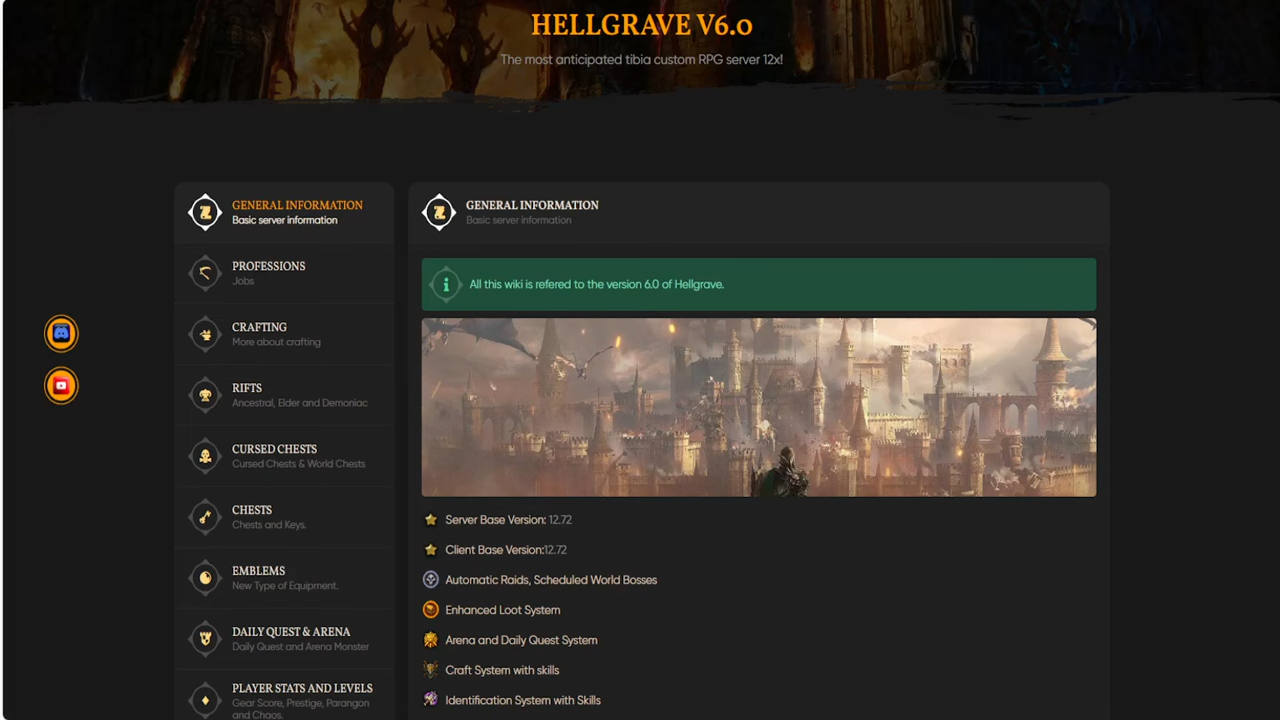 HELLGRAVE V6.0
The most anticipated tibia custom RPG server 12x!
GENERAL INFORMATION
Basic server information
PROFESSIONS
Jobs
CRAFTING
More about crafting
RIFTS
Ancestral, Elder and Demoniac
CURSED CHESTS
Cursed Chests & World Chests
CHESTS
Chests and Keys.
EMBLEMS
New Type of Equipment.
DAILY QUEST & ARENA
Daily Quest and Arena Monster
PLAYER STATS AND LEVELS
Gear Score, Prestige, Parangon
and Chaos.
GENERAL INFORMATION
Basic server information
All this wiki is refered to the version 6.0 of Hellgrave.
Server Base Version: 12.72
Client Base Version:12.72
Automatic Raids, Scheduled World Bosses
Enhanced Loot System
Arena and Daily Quest System
Craft System with skills
Identification System with Skills